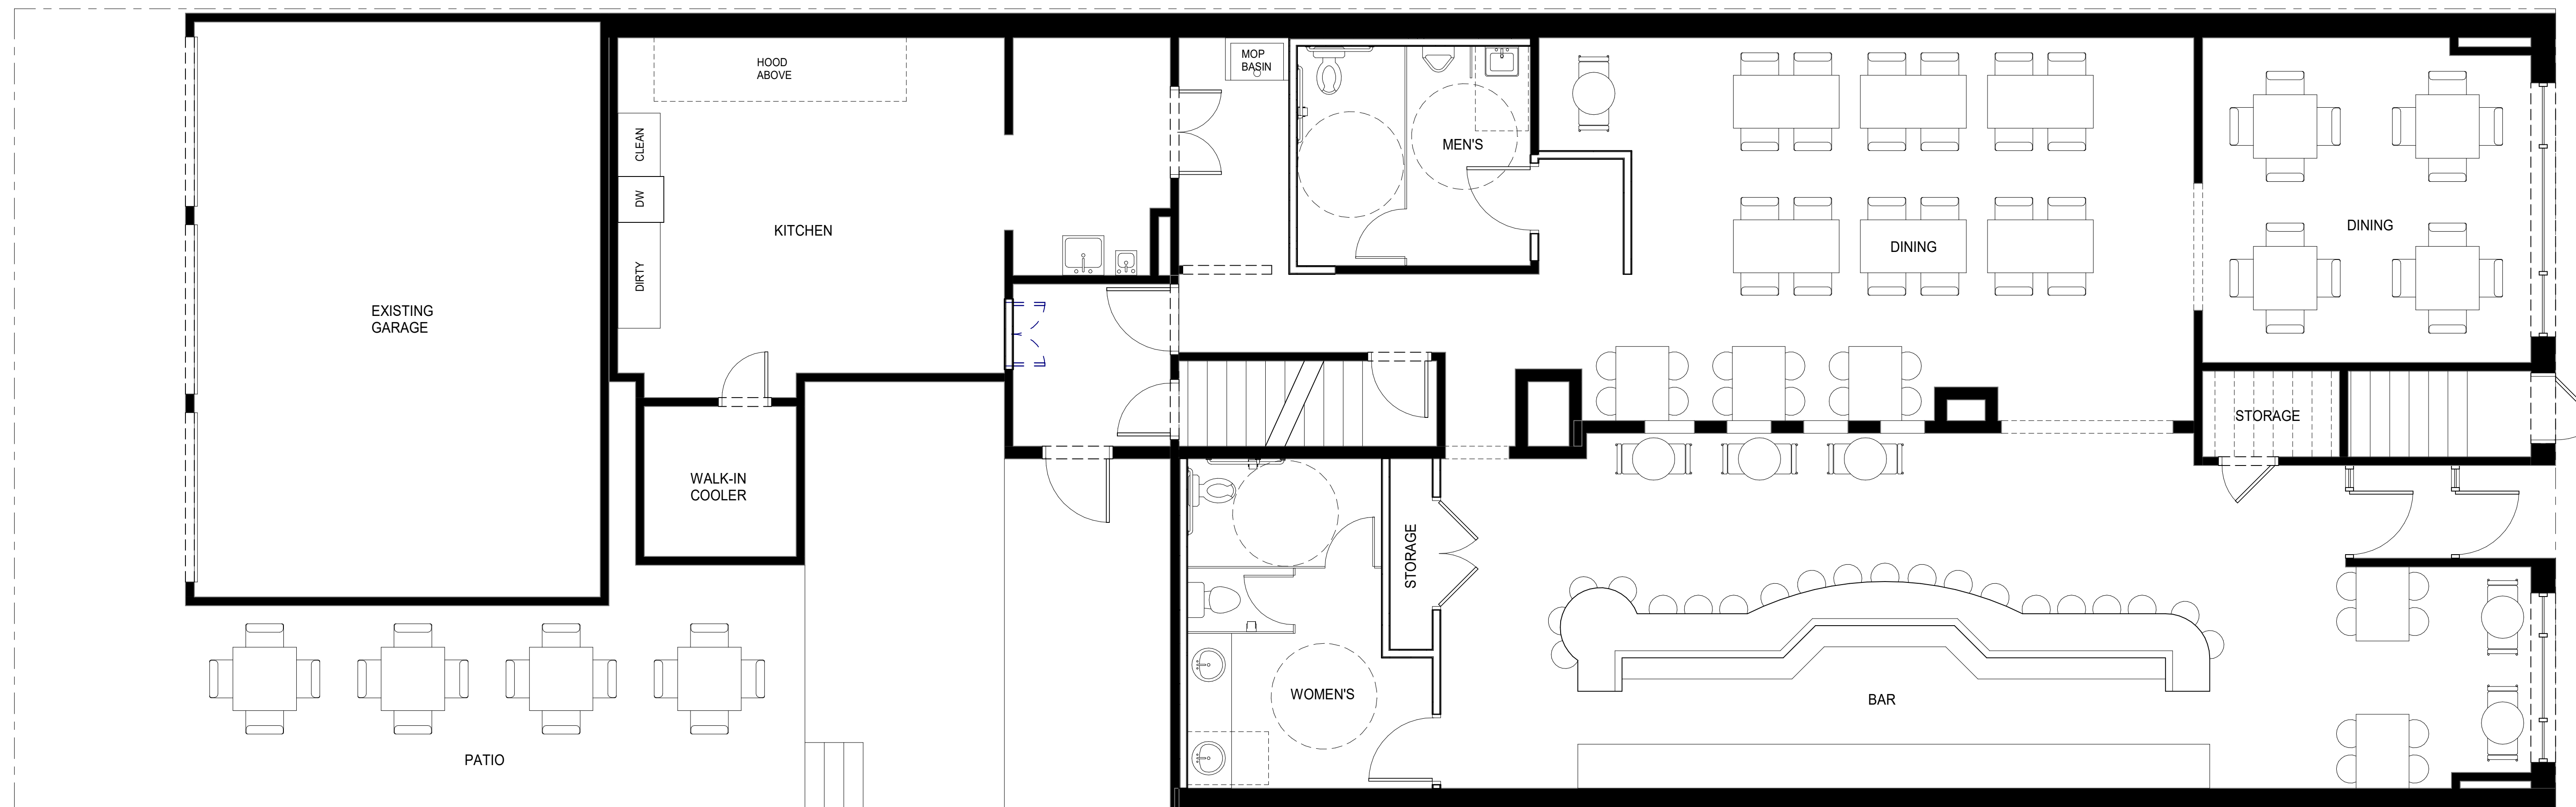 HOOD
ABOVE
MOP
BASIN
CLEAN
MEN'S
DW
KITCHEN
DINING
DINING
DIRTY
EXISTING
GARAGE
STORAGE
WALK-IN
COOLER
STORAGE
WOMEN'S
BAR
PATIO